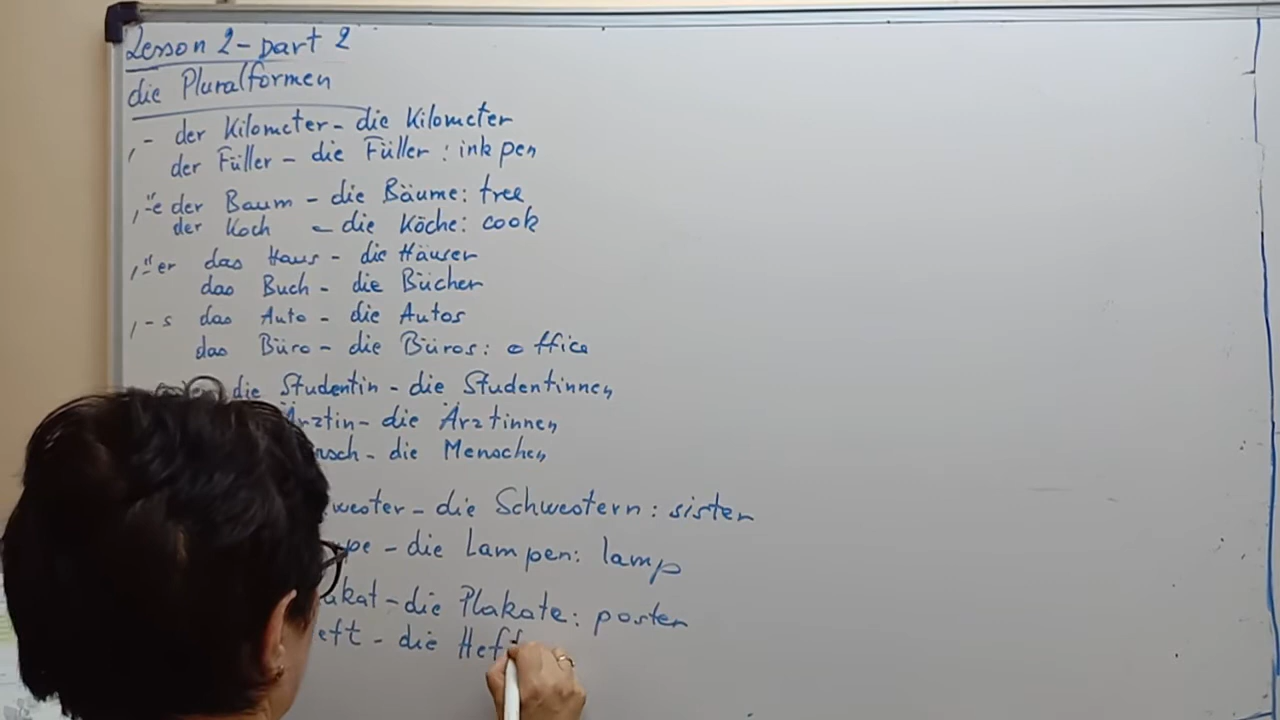 Lesson 2 - part 2
die Pluralformen
,- der Kilometer - die Kilometer
der Füller - die Füller : ink pen
,⸚e der Baum - die Bäume: tree
der Koch - die Köche: cook
,⸚er das Haus - die Häuser
das Buch - die Bücher
,-s das Auto - die Autos
das Büro - die Büros: office
die Studentin - die Studentinnen
Ärztin - die Ärztinnen
nsch - die Menschen
wester - die Schwestern: sister
pe - die Lampen: lamp
akat - die Plakate: poster
eft - die Heft